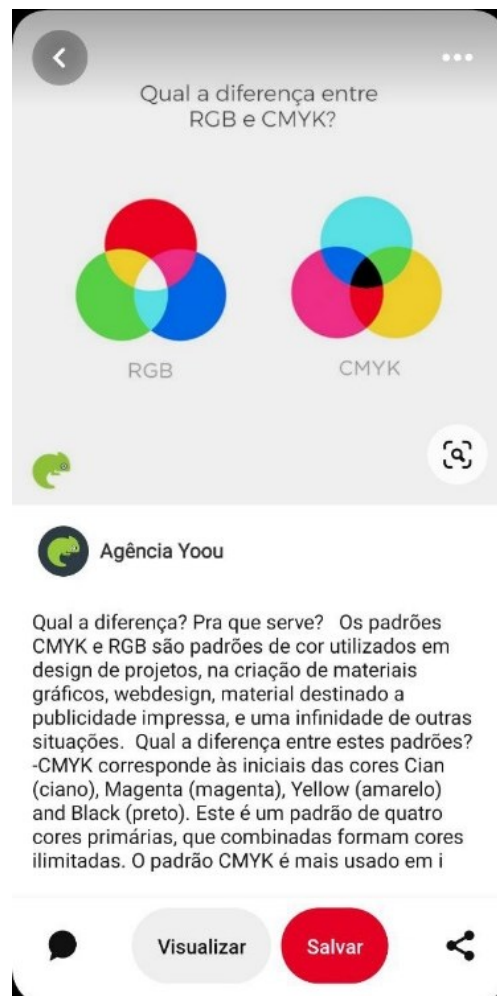 Qual a diferença entre
RGB e CMYK?
RGB
CMYK
Agência Yoou
Qual a diferença? Pra que serve?   Os padrões
CMYK e RGB são padrões de cor utilizados em
design de projetos, na criação de materiais
gráficos, webdesign, material destinado a
publicidade impressa, e uma infinidade de outras
situações.  Qual a diferença entre estes padrões?
-CMYK corresponde às iniciais das cores Cian
(ciano), Magenta (magenta), Yellow (amarelo)
and Black (preto). Este é um padrão de quatro
cores primárias, que combinadas formam cores
ilimitadas. O padrão CMYK é mais usado em i
Visualizar
Salvar